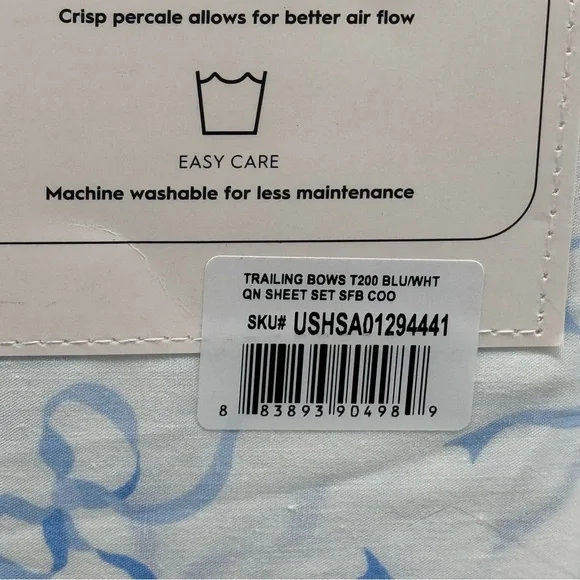 Crisp percale allows for better air flow
EASY CARE
Machine washable for less maintenance
TRAILING BOWS T200 BLU/WHT
QN SHEET SET SFB COO
SKU# USHSA01294441
8 83893 90498 9